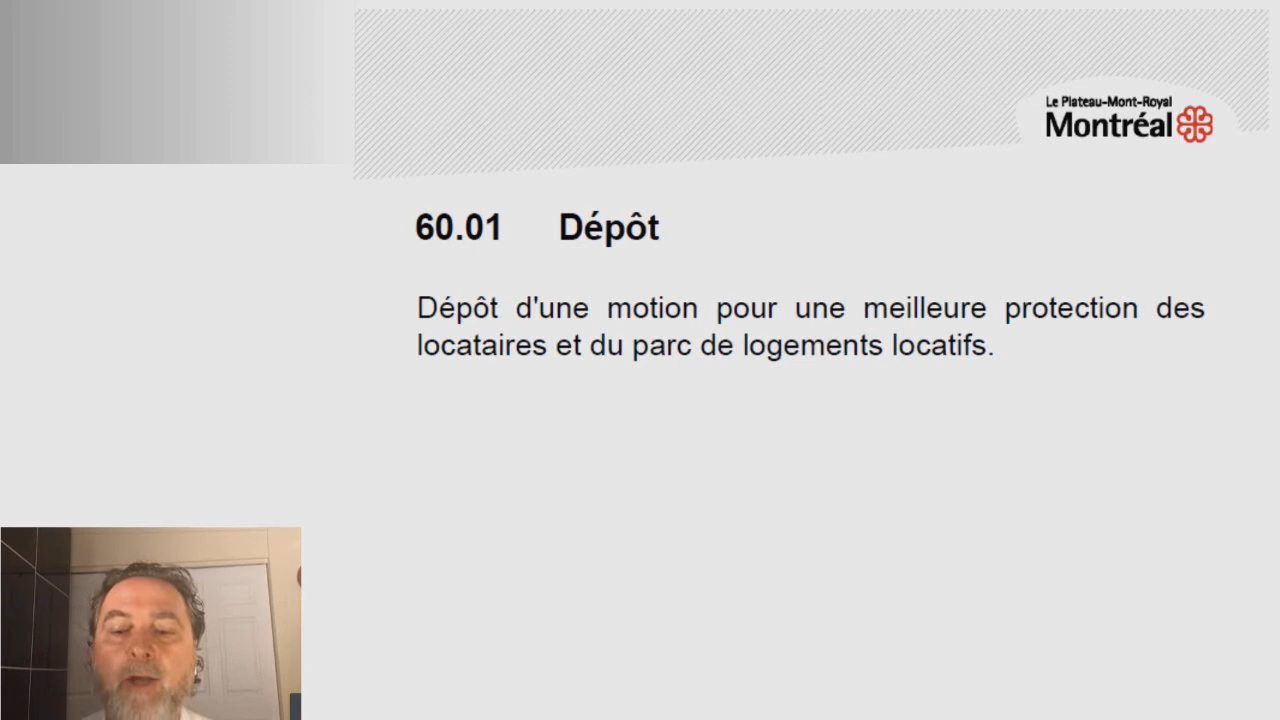 Le Plateau-Mont-Royal
Montréal
60.01 Dépôt
Dépôt d'une motion pour une meilleure protection des
locataires et du parc de logements locatifs.